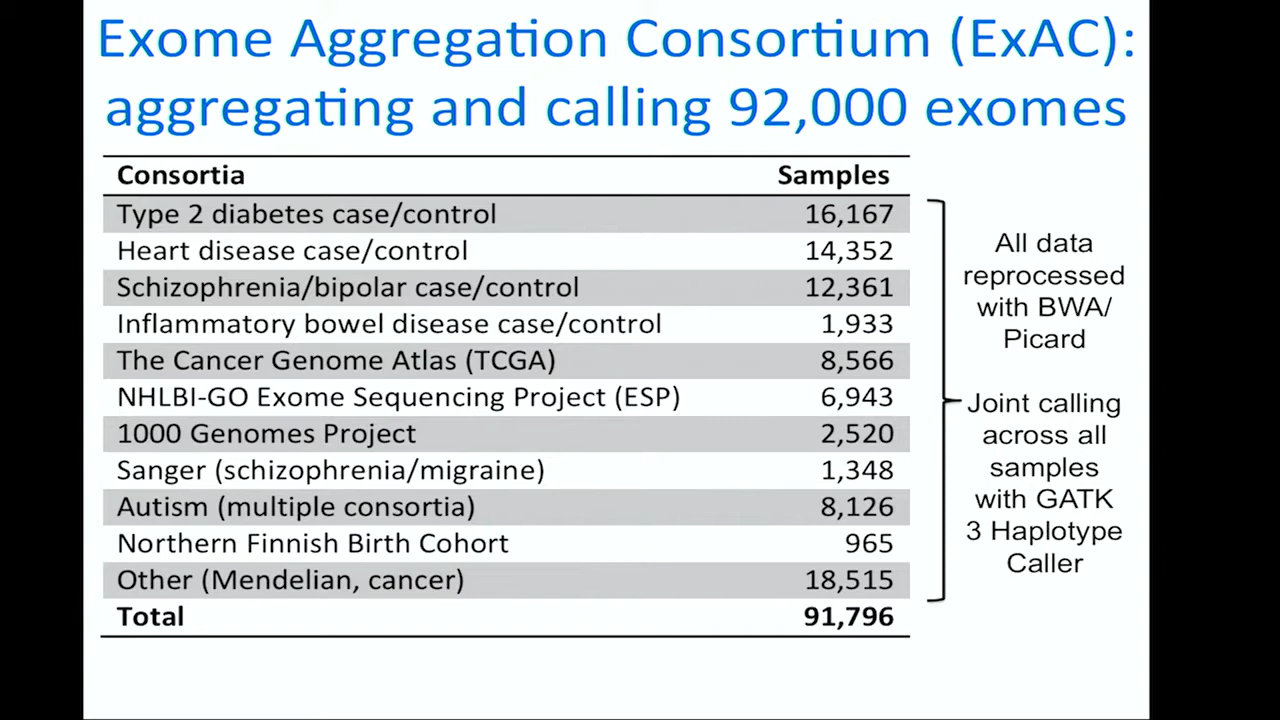 Exome Aggregation Consortium (ExAC):
aggregating and calling 92,000 exomes
Consortia Samples
Type 2 diabetes case/control 16,167
Heart disease case/control 14,352
Schizophrenia/bipolar case/control 12,361
Inflammatory bowel disease case/control 1,933
The Cancer Genome Atlas (TCGA) 8,566
NHLBI-GO Exome Sequencing Project (ESP) 6,943
1000 Genomes Project 2,520
Sanger (schizophrenia/migraine) 1,348
Autism (multiple consortia) 8,126
Northern Finnish Birth Cohort 965
Other (Mendelian, cancer) 18,515
Total 91,796
All data
reprocessed
with BWA/
Picard
Joint calling
across all
samples
with GATK
3 Haplotype
Caller